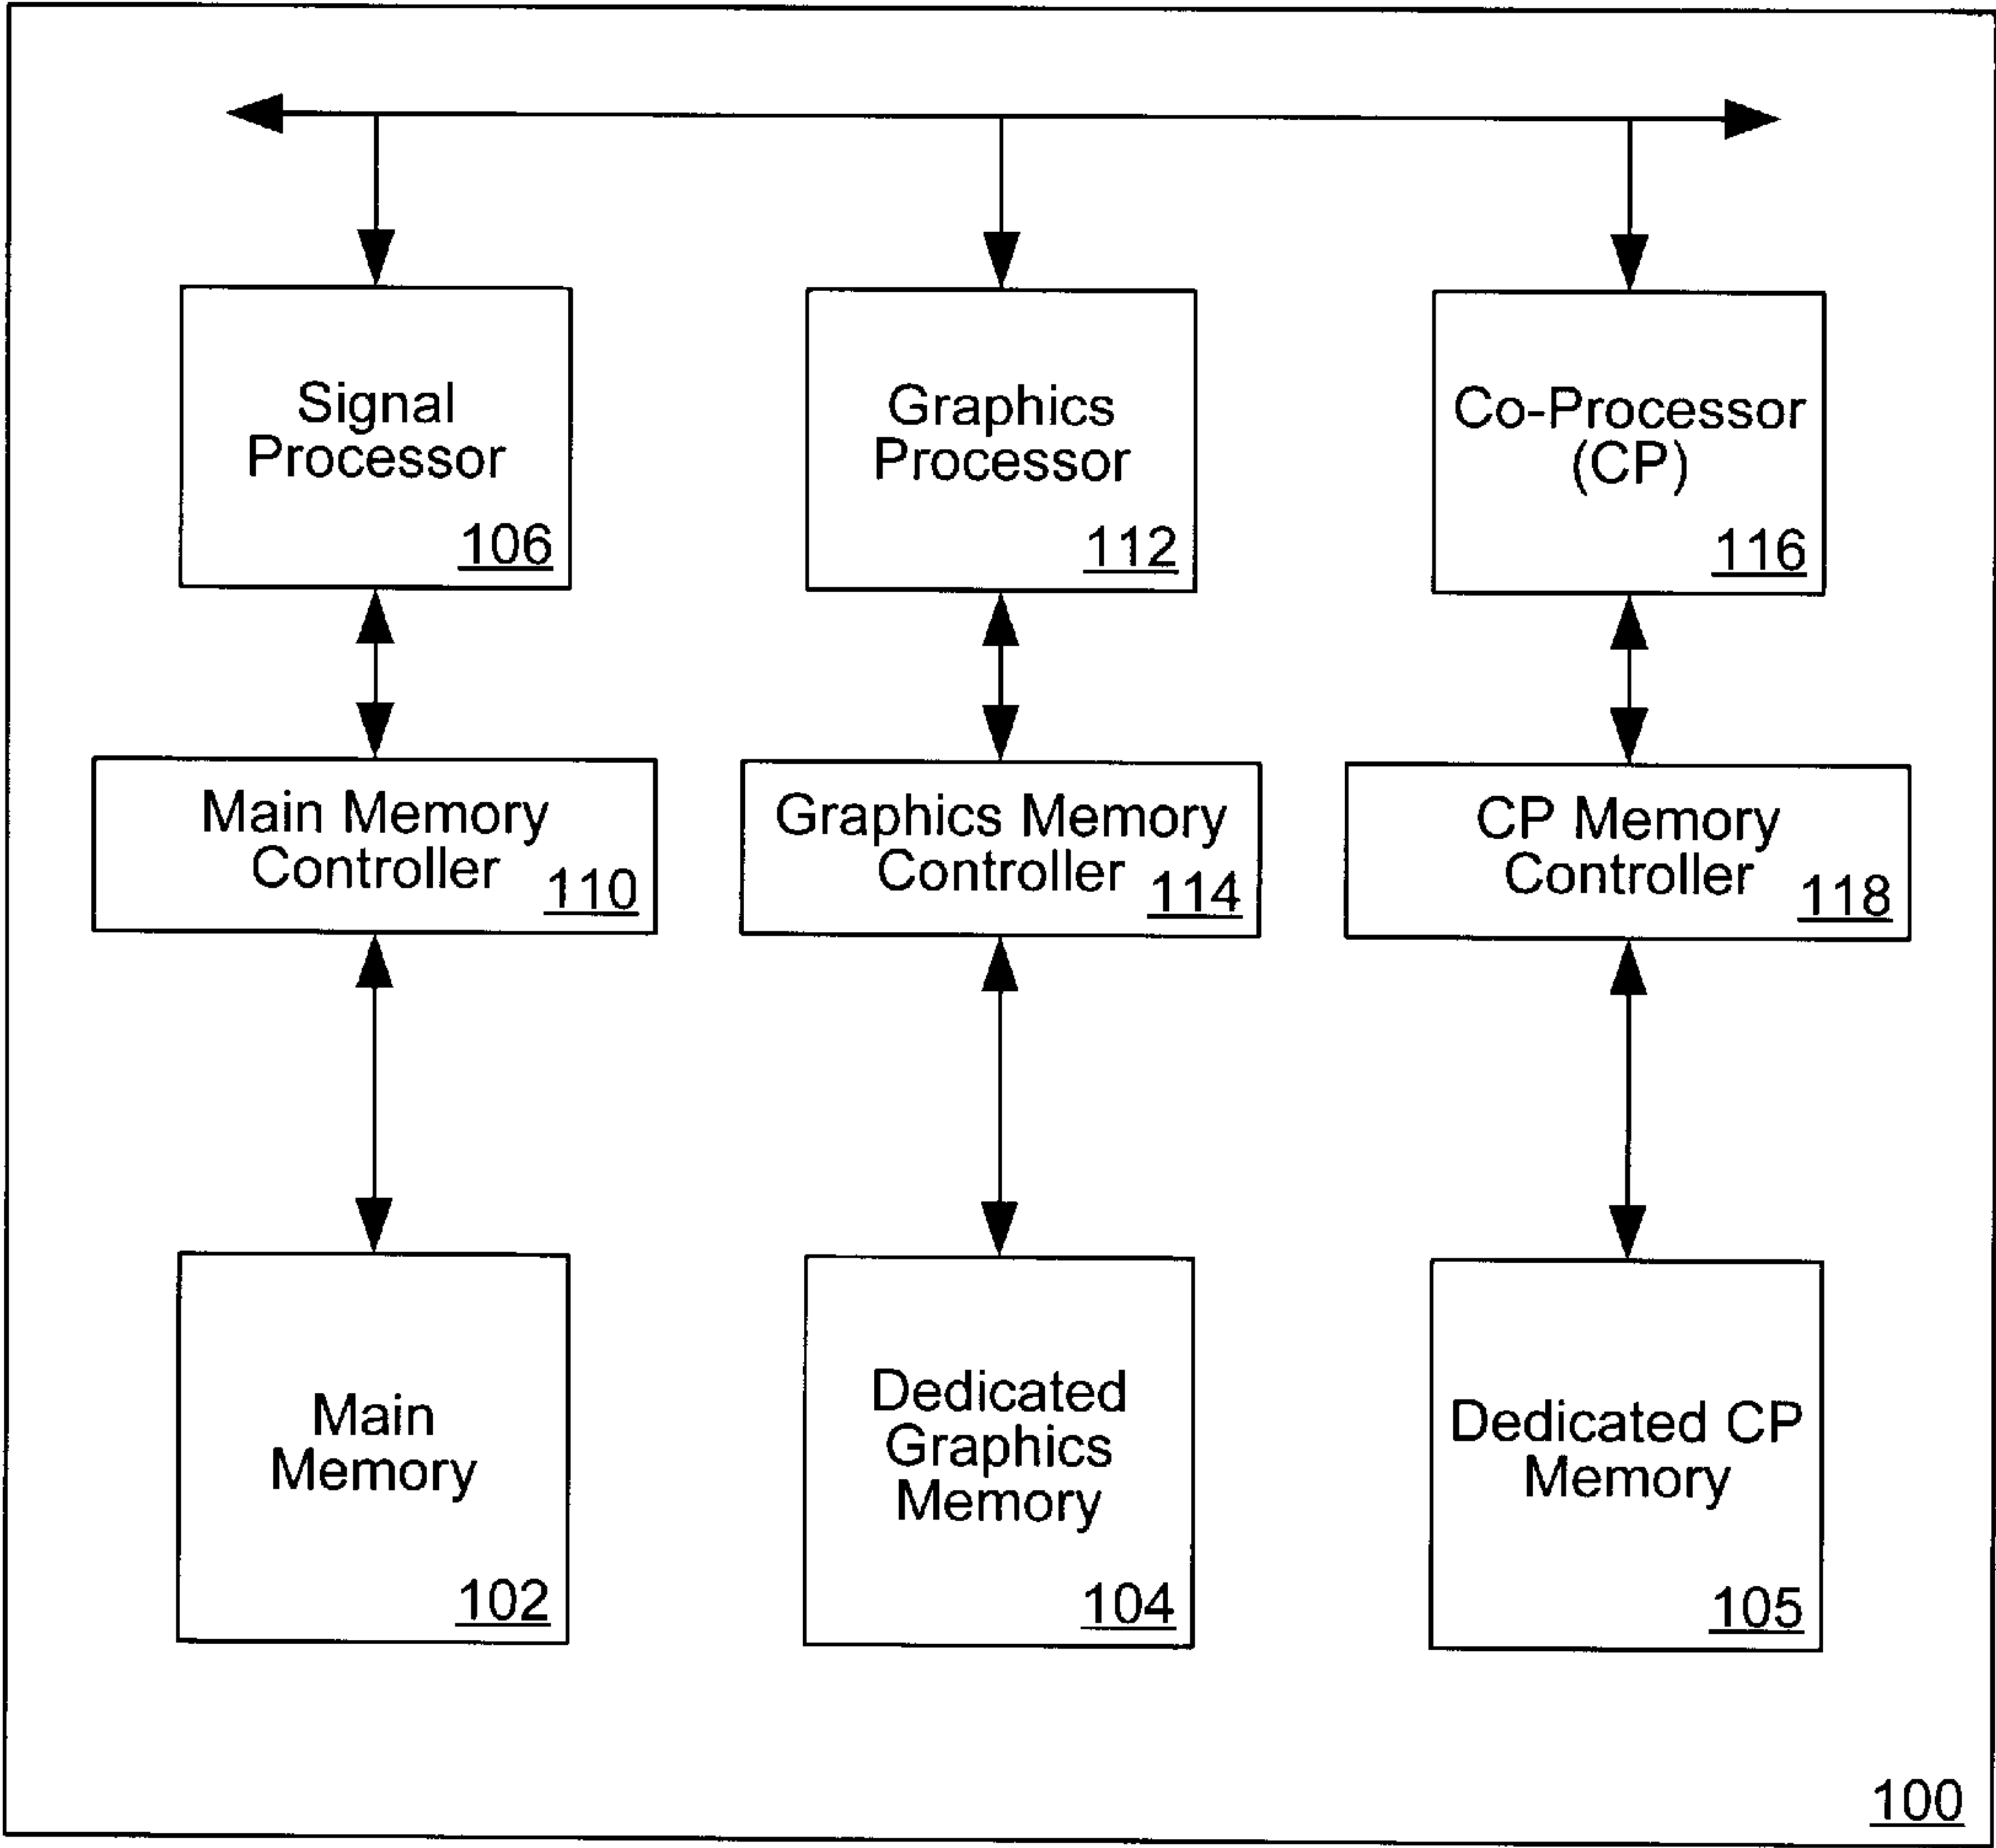 Signal
Processor
106
Graphics
Processor
112
Co-Processor
(CP)
116
Main Memory
Controller
110
Graphics Memory
Controller
114
CP Memory
Controller
118
Main
Memory
102
Dedicated
Graphics
Memory
104
Dedicated CP
Memory
105
100